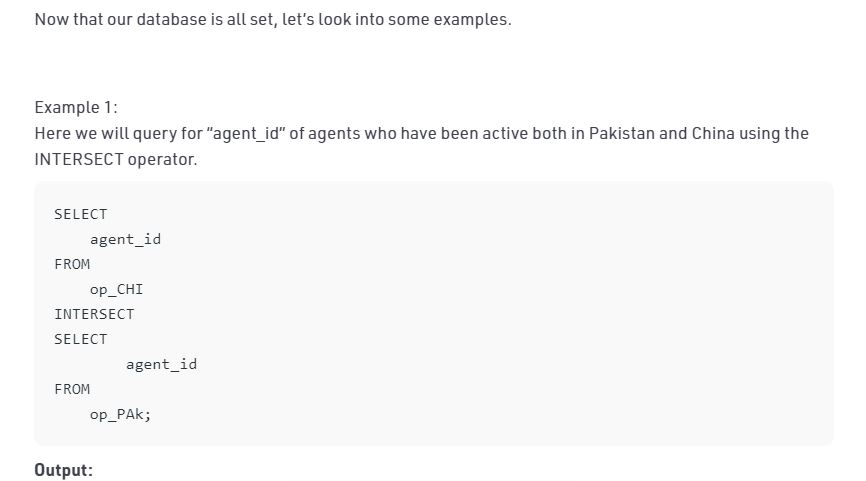 Now that our database is all set, let’s look into some examples.
Example 1:
Here we will query for “agent_id” of agents who have been active both in Pakistan and China using the
INTERSECT operator.
SELECT
    agent_id
FROM
    op_CHI
INTERSECT
SELECT
        agent_id
FROM
    op_PAk;
Output: